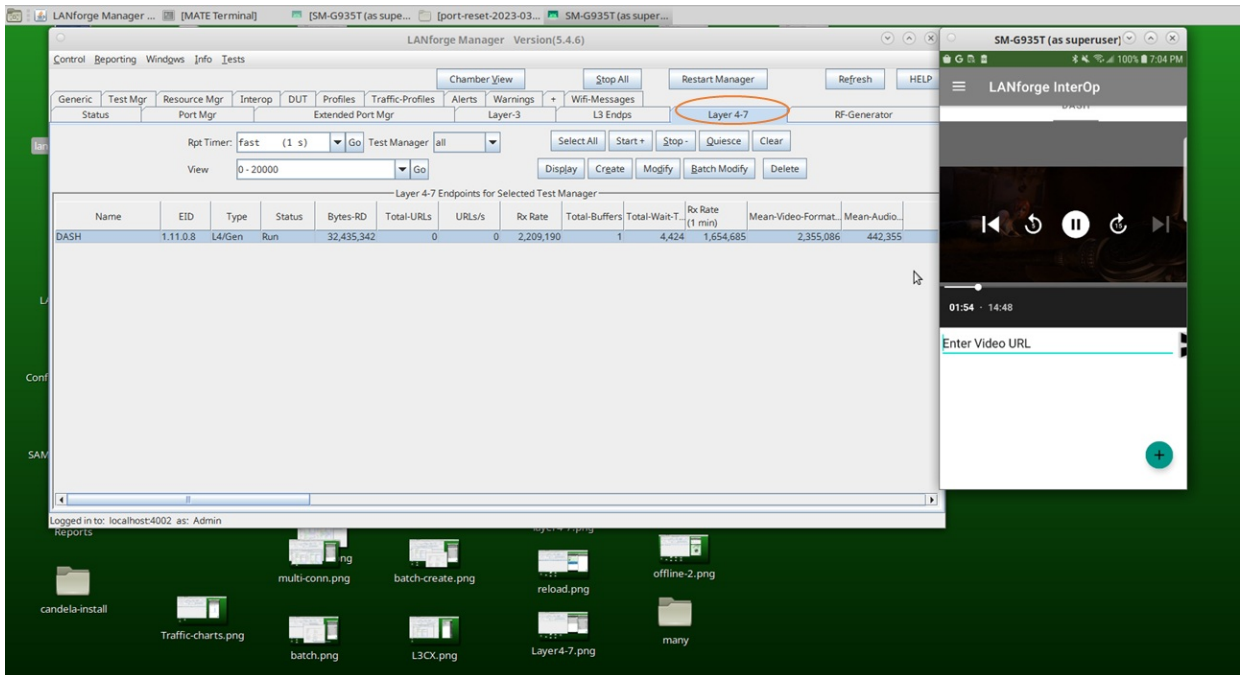 LANforge Manager ...
[MATE Terminal]
[SM-G935T (as supe...
[port-reset-2023-03...
SM-G935T (as super...
LANforge Manager Version(5.4.6)
Control Reporting Windows Info Tests
Chamber View Stop All Restart Manager Refresh HELP
Generic Test Mgr Resource Mgr Interop DUT Profiles Traffic-Profiles Alerts Warnings + Wifi-Messages
Status Port Mgr Extended Port Mgr Layer-3 L3 Endps Layer 4-7 RF-Generator
Rpt Timer: fast (1 s) Go Test Manager all Select All Start + Stop - Quiesce Clear
View 0 - 20000 Go Display Create Modify Batch Modify Delete
Layer 4-7 Endpoints for Selected Test Manager
Name EID Type Status Bytes-RD Total-URLs URLs/s Rx Rate Total-Buffers Total-Wait-T... Rx Rate (1 min) Mean-Video-Format... Mean-Audio...
DASH 1.11.0.8 L4/Gen Run 32,435,342 0 0 2,209,190 1 4,424 1,654,685 2,355,086 442,355
Logged in to: localhost:4002 as: Admin
SM-G935T (as superuser)
100% 7:04 PM
LANforge InterOp
DASH
5
15
01:54 · 14:48
Enter Video URL
+
lan
Conf
SAM
Reports
candela-install
Traffic-charts.png
multi-conn.png
batch.png
batch-create.png
L3CX.png
reload.png
Layer4-7.png
offline-2.png
many